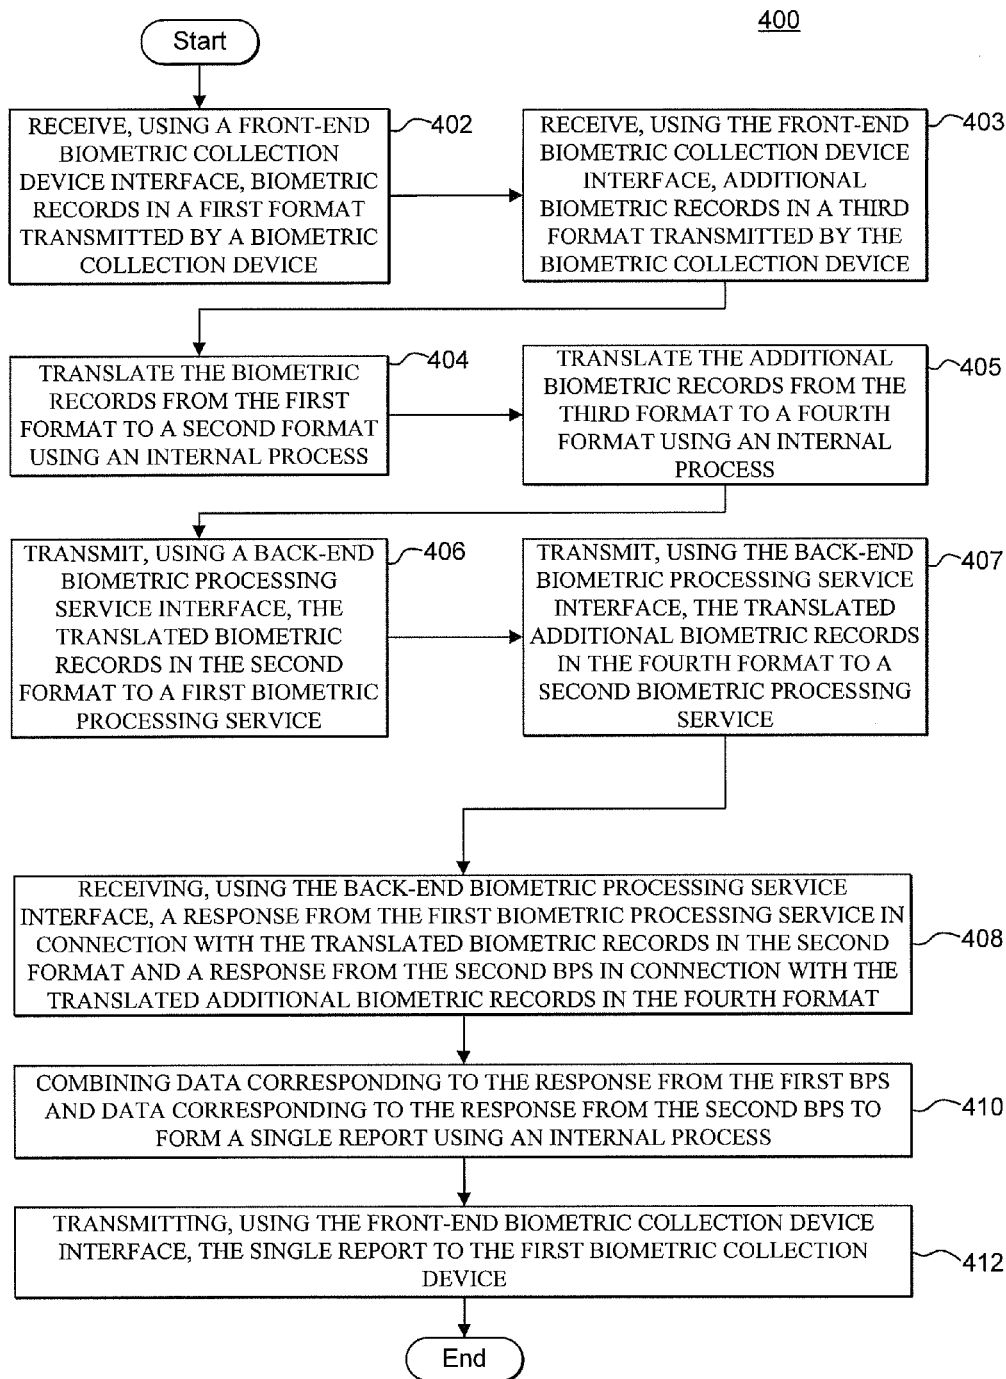 400
Start
RECEIVE, USING A FRONT-END
BIOMETRIC COLLECTION
DEVICE INTERFACE, BIOMETRIC
RECORDS IN A FIRST FORMAT
TRANSMITTED BY A BIOMETRIC
COLLECTION DEVICE
402
RECEIVE, USING THE FRONT-END
BIOMETRIC COLLECTION DEVICE
INTERFACE, ADDITIONAL
BIOMETRIC RECORDS IN A THIRD
FORMAT TRANSMITTED BY THE
BIOMETRIC COLLECTION DEVICE
403
TRANSLATE THE BIOMETRIC
RECORDS FROM THE FIRST
FORMAT TO A SECOND FORMAT
USING AN INTERNAL PROCESS
404
TRANSLATE THE ADDITIONAL
BIOMETRIC RECORDS FROM THE
THIRD FORMAT TO A FOURTH
FORMAT USING AN INTERNAL
PROCESS
405
TRANSMIT, USING A BACK-END
BIOMETRIC PROCESSING
SERVICE INTERFACE, THE
TRANSLATED BIOMETRIC
RECORDS IN THE SECOND
FORMAT TO A FIRST BIOMETRIC
PROCESSING SERVICE
406
TRANSMIT, USING THE BACK-END
BIOMETRIC PROCESSING SERVICE
INTERFACE, THE TRANSLATED
ADDITIONAL BIOMETRIC RECORDS
IN THE FOURTH FORMAT TO A
SECOND BIOMETRIC PROCESSING
SERVICE
407
RECEIVING, USING THE BACK-END BIOMETRIC PROCESSING SERVICE
INTERFACE, A RESPONSE FROM THE FIRST BIOMETRIC PROCESSING SERVICE IN
CONNECTION WITH THE TRANSLATED BIOMETRIC RECORDS IN THE SECOND
FORMAT AND A RESPONSE FROM THE SECOND BPS IN CONNECTION WITH THE
TRANSLATED ADDITIONAL BIOMETRIC RECORDS IN THE FOURTH FORMAT
408
COMBINING DATA CORRESPONDING TO THE RESPONSE FROM THE FIRST BPS
AND DATA CORRESPONDING TO THE RESPONSE FROM THE SECOND BPS TO
FORM A SINGLE REPORT USING AN INTERNAL PROCESS
410
TRANSMITTING, USING THE FRONT-END BIOMETRIC COLLECTION DEVICE
INTERFACE, THE SINGLE REPORT TO THE FIRST BIOMETRIC COLLECTION
DEVICE
412
End